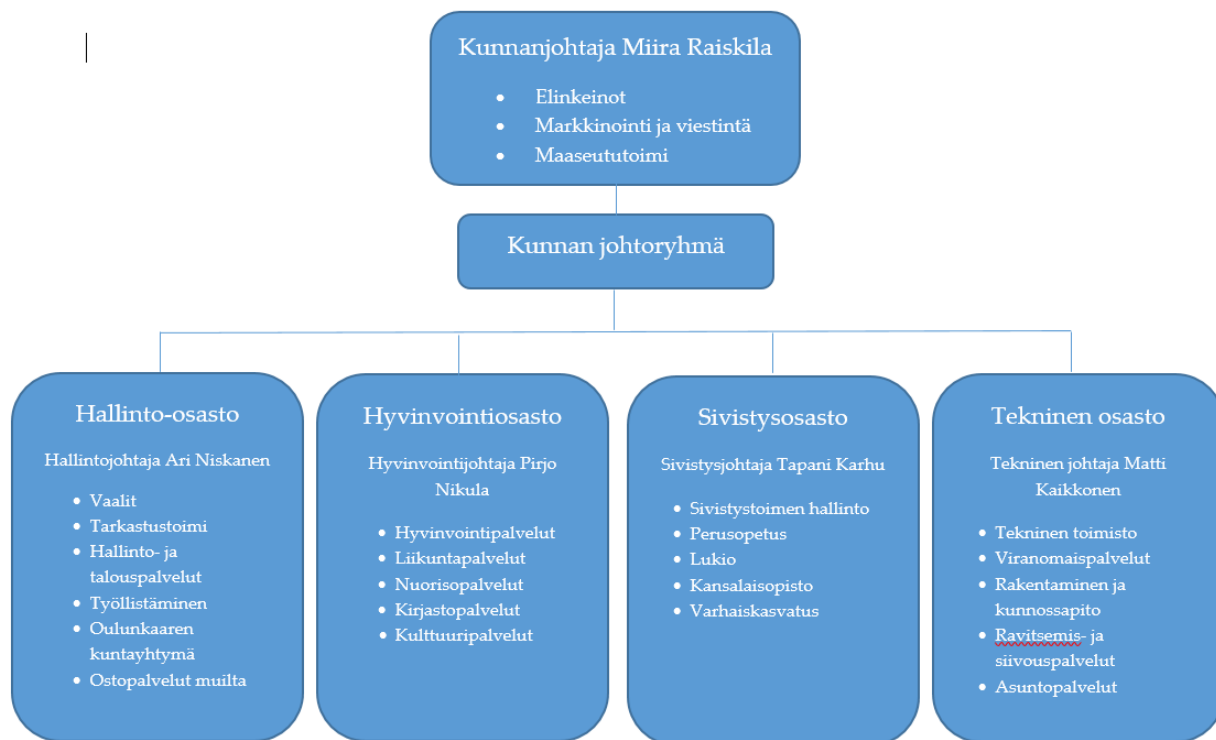 Kunnanjohtaja Miira Raiskila
• Elinkeinot
• Markkinointi ja viestintä
• Maaseututoimi
Kunnan johtoryhmä
Hallinto-osasto
Hallintojohtaja Ari Niskanen
• Vaalit
• Tarkastustoimi
• Hallinto- ja
talouspalvelut
• Työllistäminen
• Oulunkaaren
kuntayhtymä
• Ostopalvelut muilta
Hyvinvointiosasto
Hyvinvointijohtaja Pirjo
Nikula
• Hyvinvointipalvelut
• Liikuntapalvelut
• Nuorisopalvelut
• Kirjastopalvelut
• Kulttuuripalvelut
Sivistysosasto
Sivistysjohtaja Tapani Karhu
• Sivistystoimen hallinto
• Perusopetus
• Lukio
• Kansalaisopisto
• Varhaiskasvatus
Tekninen osasto
Tekninen johtaja Matti
Kaikkonen
• Tekninen toimisto
• Viranomaispalvelut
• Rakentaminen ja
kunnossapito
• Ravitsemis- ja
siivouspalvelut
• Asuntopalvelut